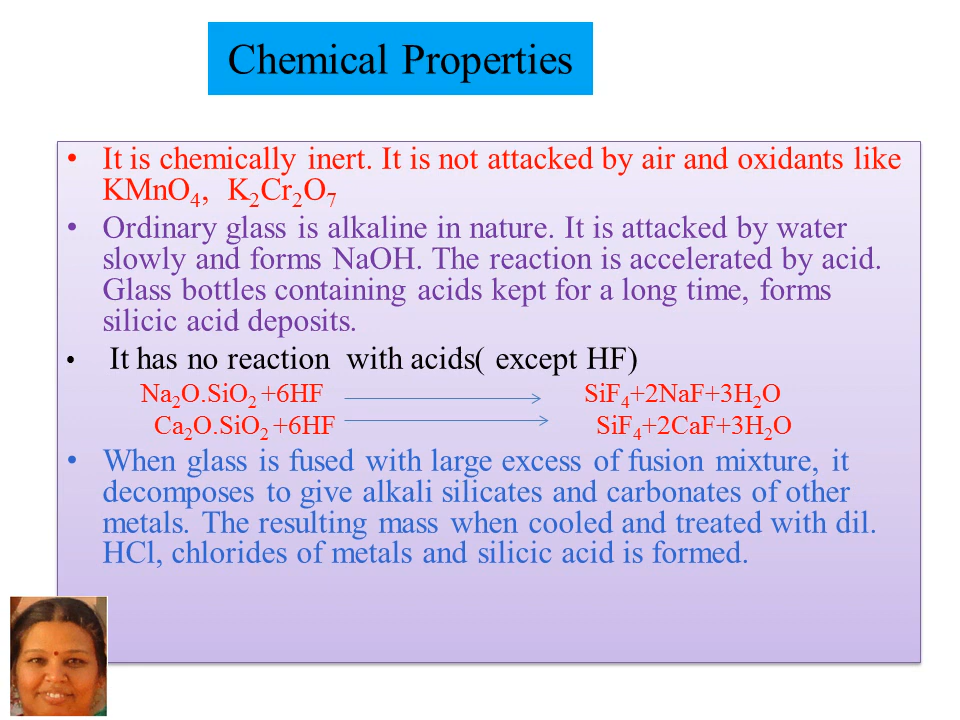 Chemical Properties
• It is chemically inert. It is not attacked by air and oxidants like
KMnO₄, K₂Cr₂O₇
• Ordinary glass is alkaline in nature. It is attacked by water
slowly and forms NaOH. The reaction is accelerated by acid.
Glass bottles containing acids kept for a long time, forms
silicic acid deposits.
• It has no reaction with acids( except HF)
Na₂O.SiO₂ +6HF ⟶ SiF₄+2NaF+3H₂O
Ca₂O.SiO₂ +6HF ⟶ SiF₄+2CaF+3H₂O
• When glass is fused with large excess of fusion mixture, it
decomposes to give alkali silicates and carbonates of other
metals. The resulting mass when cooled and treated with dil.
HCl, chlorides of metals and silicic acid is formed.